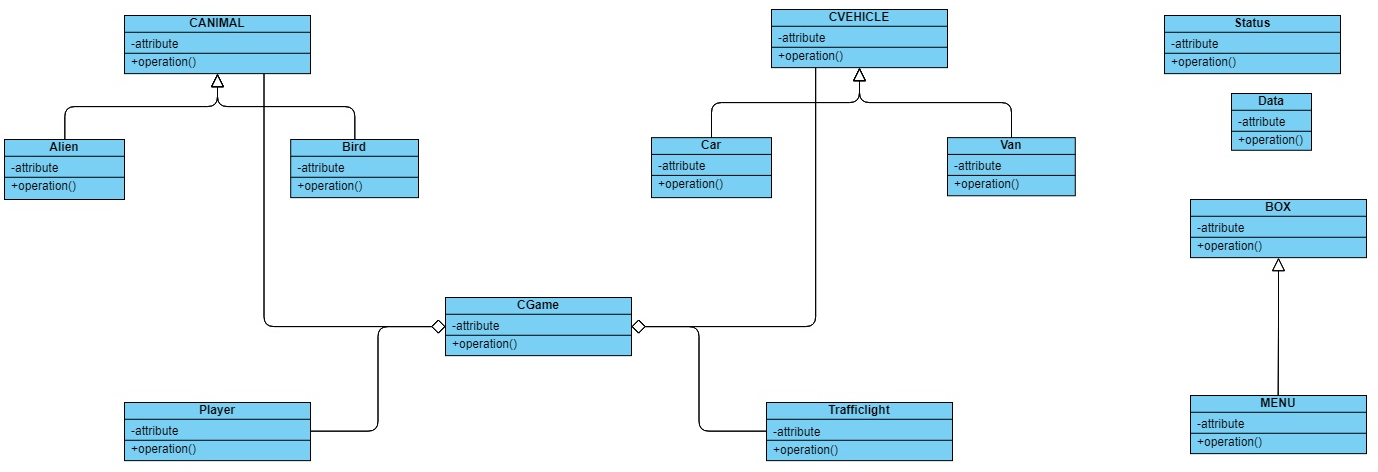 CANIMAL
-attribute
+operation()
CVEHICLE
-attribute
+operation()
Status
-attribute
+operation()
Data
-attribute
+operation()
Alien
-attribute
+operation()
Bird
-attribute
+operation()
Car
-attribute
+operation()
Van
-attribute
+operation()
BOX
-attribute
+operation()
CGame
-attribute
+operation()
Player
-attribute
+operation()
Trafficlight
-attribute
+operation()
MENU
-attribute
+operation()